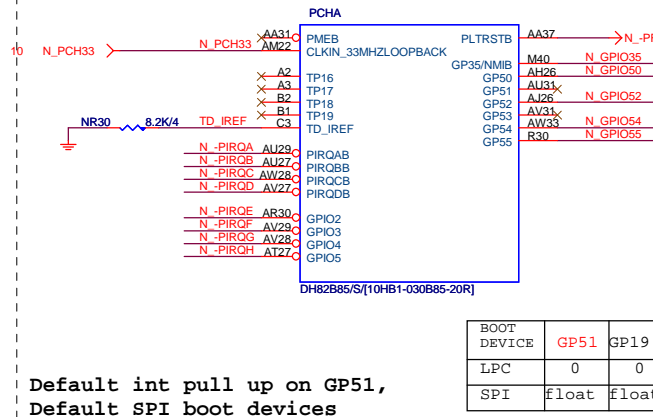 PCHA
AA31 PMEB PLTRSTB AA37 N_-P
10 N_PCH33 N_PCH33 AM22 CLKIN_33MHZLOOPBACK
GP35/NMIB M40 N_GPIO35
A2 TP16 GP50 AH26 N_GPIO50
A3 TP17 GP51 AU31
B2 TP18 GP52 AJ26 N_GPIO52
B1 TP19 GP53 AV31
NR30 8.2K/4 TD_IREF C3 TD_IREF GP54 AW33 N_GPIO54
GP55 R30 N_GPIO55
N_-PIRQA AU29 PIRQAB
N_-PIRQB AU27 PIRQBB
N_-PIRQC AW28 PIRQCB
N_-PIRQD AV27 PIRQDB
N_-PIRQE AR30 GPIO2
N_-PIRQF AV29 GPIO3
N_-PIRQG AV28 GPIO4
N_-PIRQH AT27 GPIO5
DH82B85/S/[10HB1-030B85-20R]
BOOT
DEVICE GP51 GP19
LPC 0 0
SPI float float
Default int pull up on GP51,
Default SPI boot devices